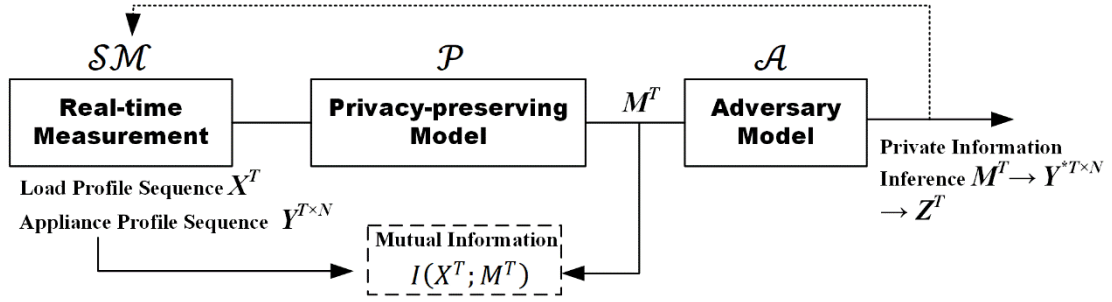 𝒮ℳ
𝒫
𝒜
Real-time
Measurement
Privacy-preserving
Model
M^T
Adversary
Model
Load Profile Sequence X^T
Appliance Profile Sequence Y^{T×N}
Private Information
Inference M^T → Y^{*T×N}
→ Z^T
Mutual Information
I(X^T; M^T)